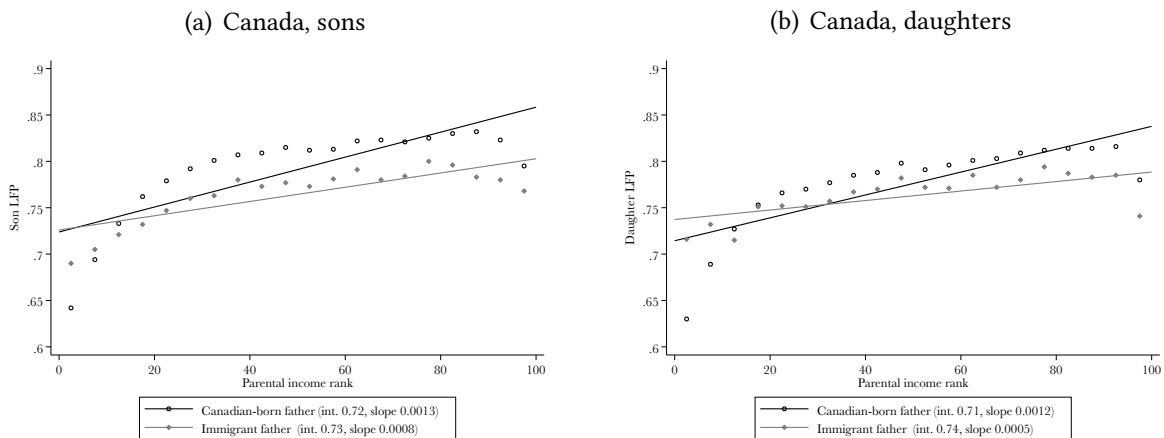 (a) Canada, sons
.9
.85
.8
.75
.7
.65
.6
Son LFP
0 20 40 60 80 100
Parental income rank
Canadian-born father (int. 0.72, slope 0.0013)
Immigrant father (int. 0.73, slope 0.0008)
(b) Canada, daughters
.9
.85
.8
.75
.7
.65
.6
Daughter LFP
0 20 40 60 80 100
Parental income rank
Canadian-born father (int. 0.71, slope 0.0012)
Immigrant father (int. 0.74, slope 0.0005)